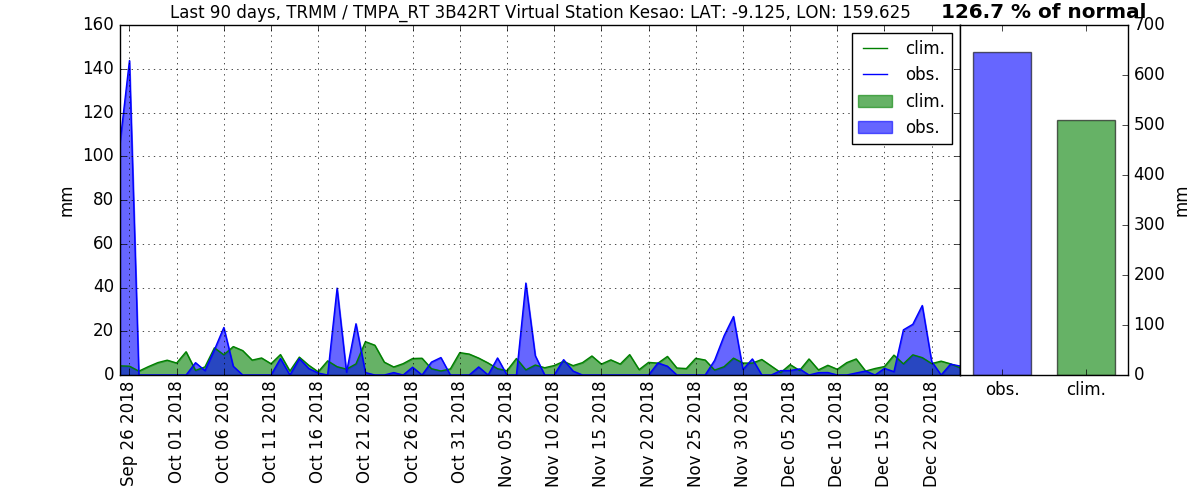 Last 90 days, TRMM / TMPA_RT 3B42RT Virtual Station Kesao: LAT: -9.125, LON: 159.625
126.7 % of normal
160
140
120
100
80
60
40
20
0
mm
clim.
obs.
clim.
obs.
Sep 26 2018
Oct 01 2018
Oct 06 2018
Oct 11 2018
Oct 16 2018
Oct 21 2018
Oct 26 2018
Oct 31 2018
Nov 05 2018
Nov 10 2018
Nov 15 2018
Nov 20 2018
Nov 25 2018
Nov 30 2018
Dec 05 2018
Dec 10 2018
Dec 15 2018
Dec 20 2018
700
600
500
400
300
200
100
0
mm
obs.
clim.